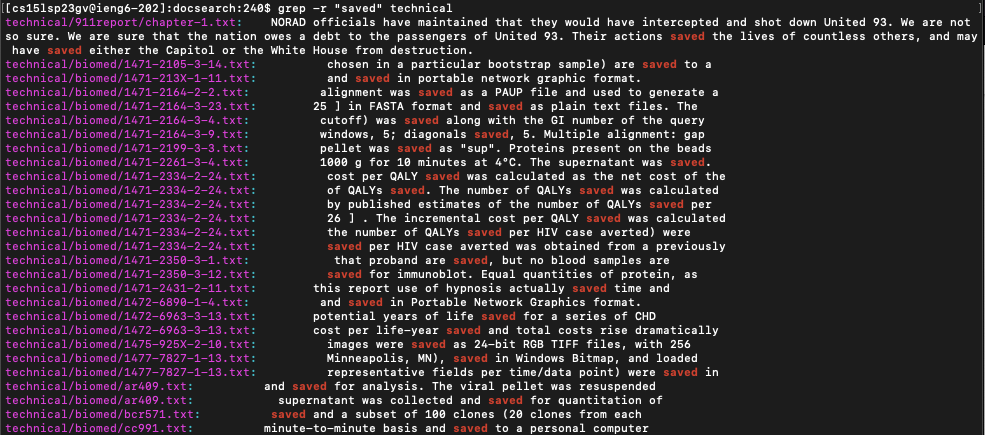 [[cs15lsp23gv@ieng6-202]:docsearch:240$ grep -r "saved" technical
technical/911report/chapter-1.txt:    NORAD officials have maintained that they would have intercepted and shot down United 93. We are not
so sure. We are sure that the nation owes a debt to the passengers of United 93. Their actions saved the lives of countless others, and may
have saved either the Capitol or the White House from destruction.
technical/biomed/1471-2105-3-14.txt:          chosen in a particular bootstrap sample) are saved to a
technical/biomed/1471-213X-1-11.txt:          and saved in portable network graphic format.
technical/biomed/1471-2164-2-2.txt:          alignment was saved as a PAUP file and used to generate a
technical/biomed/1471-2164-3-23.txt:        25 ] in FASTA format and saved as plain text files. The
technical/biomed/1471-2164-3-4.txt:          cutoff) was saved along with the GI number of the query
technical/biomed/1471-2164-3-9.txt:          windows, 5; diagonals saved, 5. Multiple alignment: gap
technical/biomed/1471-2199-3-3.txt:          pellet was saved as "sup". Proteins present on the beads
technical/biomed/1471-2261-3-4.txt:          1000 g for 10 minutes at 4°C. The supernatant was saved.
technical/biomed/1471-2334-2-24.txt:          cost per QALY saved was calculated as the net cost of the
technical/biomed/1471-2334-2-24.txt:          of QALYs saved. The number of QALYs saved was calculated
technical/biomed/1471-2334-2-24.txt:          by published estimates of the number of QALYs saved per
technical/biomed/1471-2334-2-24.txt:          26 ] . The incremental cost per QALY saved was calculated
technical/biomed/1471-2334-2-24.txt:          the number of QALYs saved per HIV case averted) were
technical/biomed/1471-2334-2-24.txt:          saved per HIV case averted was obtained from a previously
technical/biomed/1471-2350-3-1.txt:            that proband are saved, but no blood samples are
technical/biomed/1471-2350-3-12.txt:          saved for immunoblot. Equal quantities of protein, as
technical/biomed/1471-2431-2-11.txt:        this report use of hypnosis actually saved time and
technical/biomed/1472-6890-1-4.txt:          and saved in Portable Network Graphics format.
technical/biomed/1472-6963-3-13.txt:        potential years of life saved for a series of CHD
technical/biomed/1472-6963-3-13.txt:        cost per life-year saved and total costs rise dramatically
technical/biomed/1475-925X-2-10.txt:          images were saved as 24-bit RGB TIFF files, with 256
technical/biomed/1477-7827-1-13.txt:          Minneapolis, MN), saved in Windows Bitmap, and loaded
technical/biomed/1477-7827-1-13.txt:          representative fields per time/data point) were saved in
technical/biomed/ar409.txt:          and saved for analysis. The viral pellet was resuspended
technical/biomed/ar409.txt:            supernatant was collected and saved for quantitation of
technical/biomed/bcr571.txt:          saved and a subset of 100 clones (20 clones from each
technical/biomed/cc991.txt:          minute-to-minute basis and saved to a personal computer